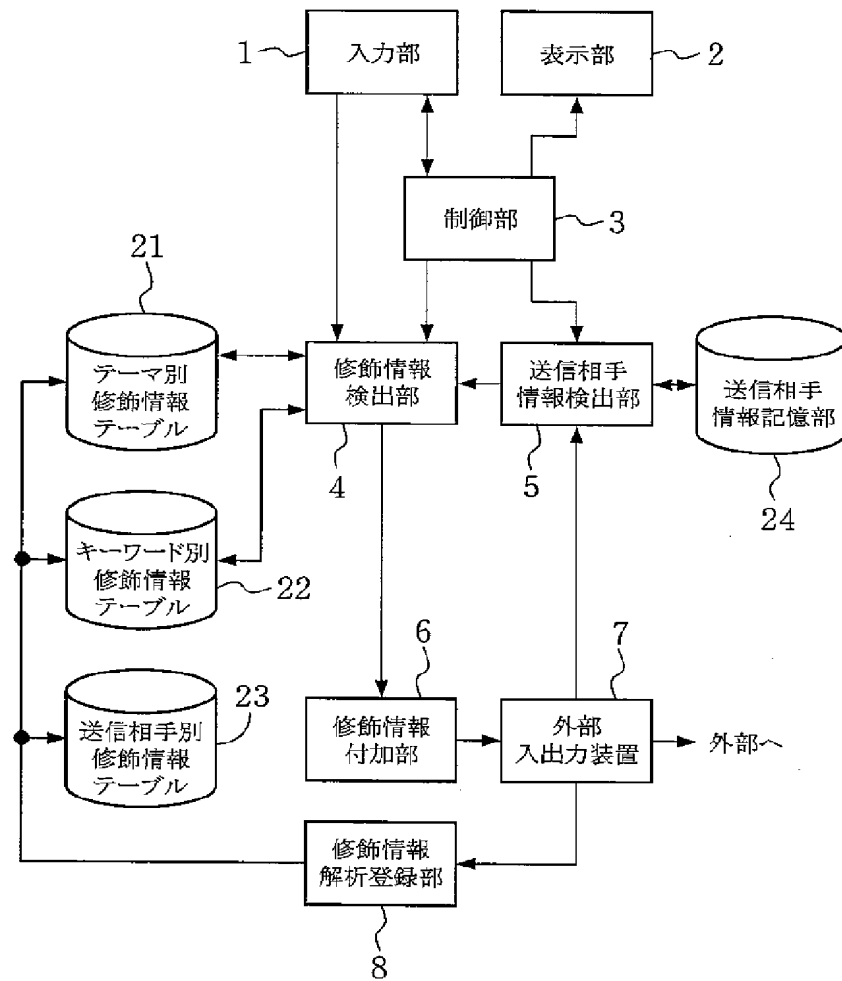 1
入力部
表示部
2
制御部
3
21
テーマ別
修飾情報
テーブル
修飾情報
検出部
4
送信相手
情報検出部
5
送信相手
情報記憶部
24
キーワード別
修飾情報
テーブル
22
6
7
送信相手別
修飾情報
テーブル
23
修飾情報
付加部
外部
入出力装置
外部へ
修飾情報
解析登録部
8